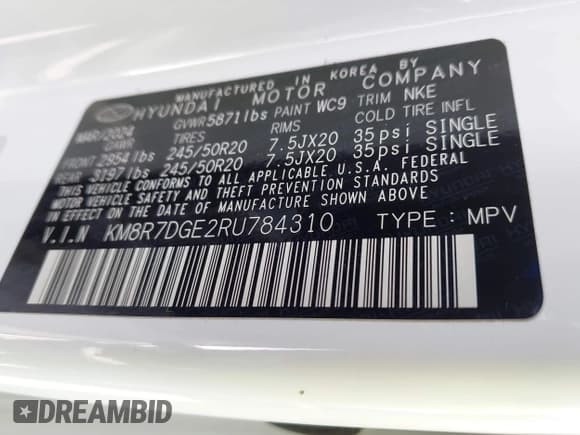 MANUFACTURED IN KOREA BY
HYUNDAI MOTOR COMPANY
MAR/2024 GVWR 5871lbs PAINT WC9 TRIM NKE
GAWR TIRES RIMS COLD TIRE INFL
FRONT 2954lbs 245/50R20 7.5JX20 35psi SINGLE
REAR 3197lbs 245/50R20 7.5JX20 35psi SINGLE
THIS VEHICLE CONFORMS TO ALL APPLICABLE U.S.A. FEDERAL
MOTOR VEHICLE SAFETY AND THEFT PREVENTION STANDARDS
IN EFFECT ON THE DATE OF MANUFACTURE SHOWN ABOVE
V.I.N KM8R7DGE2RU784310 TYPE : MPV
DREAMBID